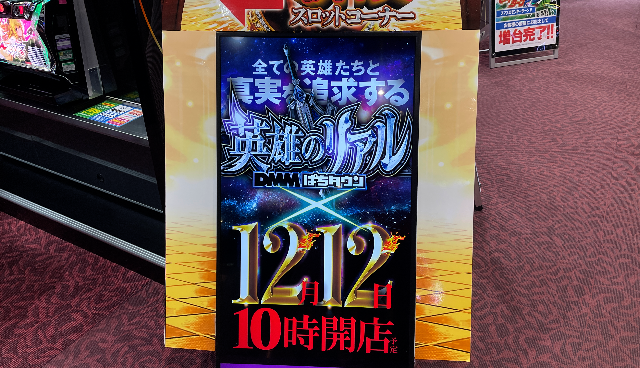 スロットコーナー
全ての英雄たちと
真実を追求する
英雄のリアル
DMMぱちタウン
×
12月12日
10時開店予定
増台完了!!